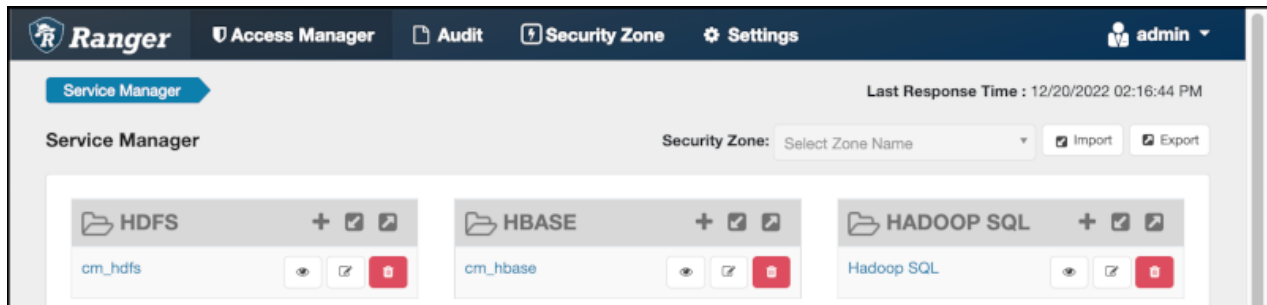 Ranger Access Manager Audit Security Zone Settings admin
Service Manager Last Response Time : 12/20/2022 02:16:44 PM
Service Manager Security Zone: Select Zone Name Import Export
HDFS HBASE HADOOP SQL
cm_hdfs cm_hbase Hadoop SQL